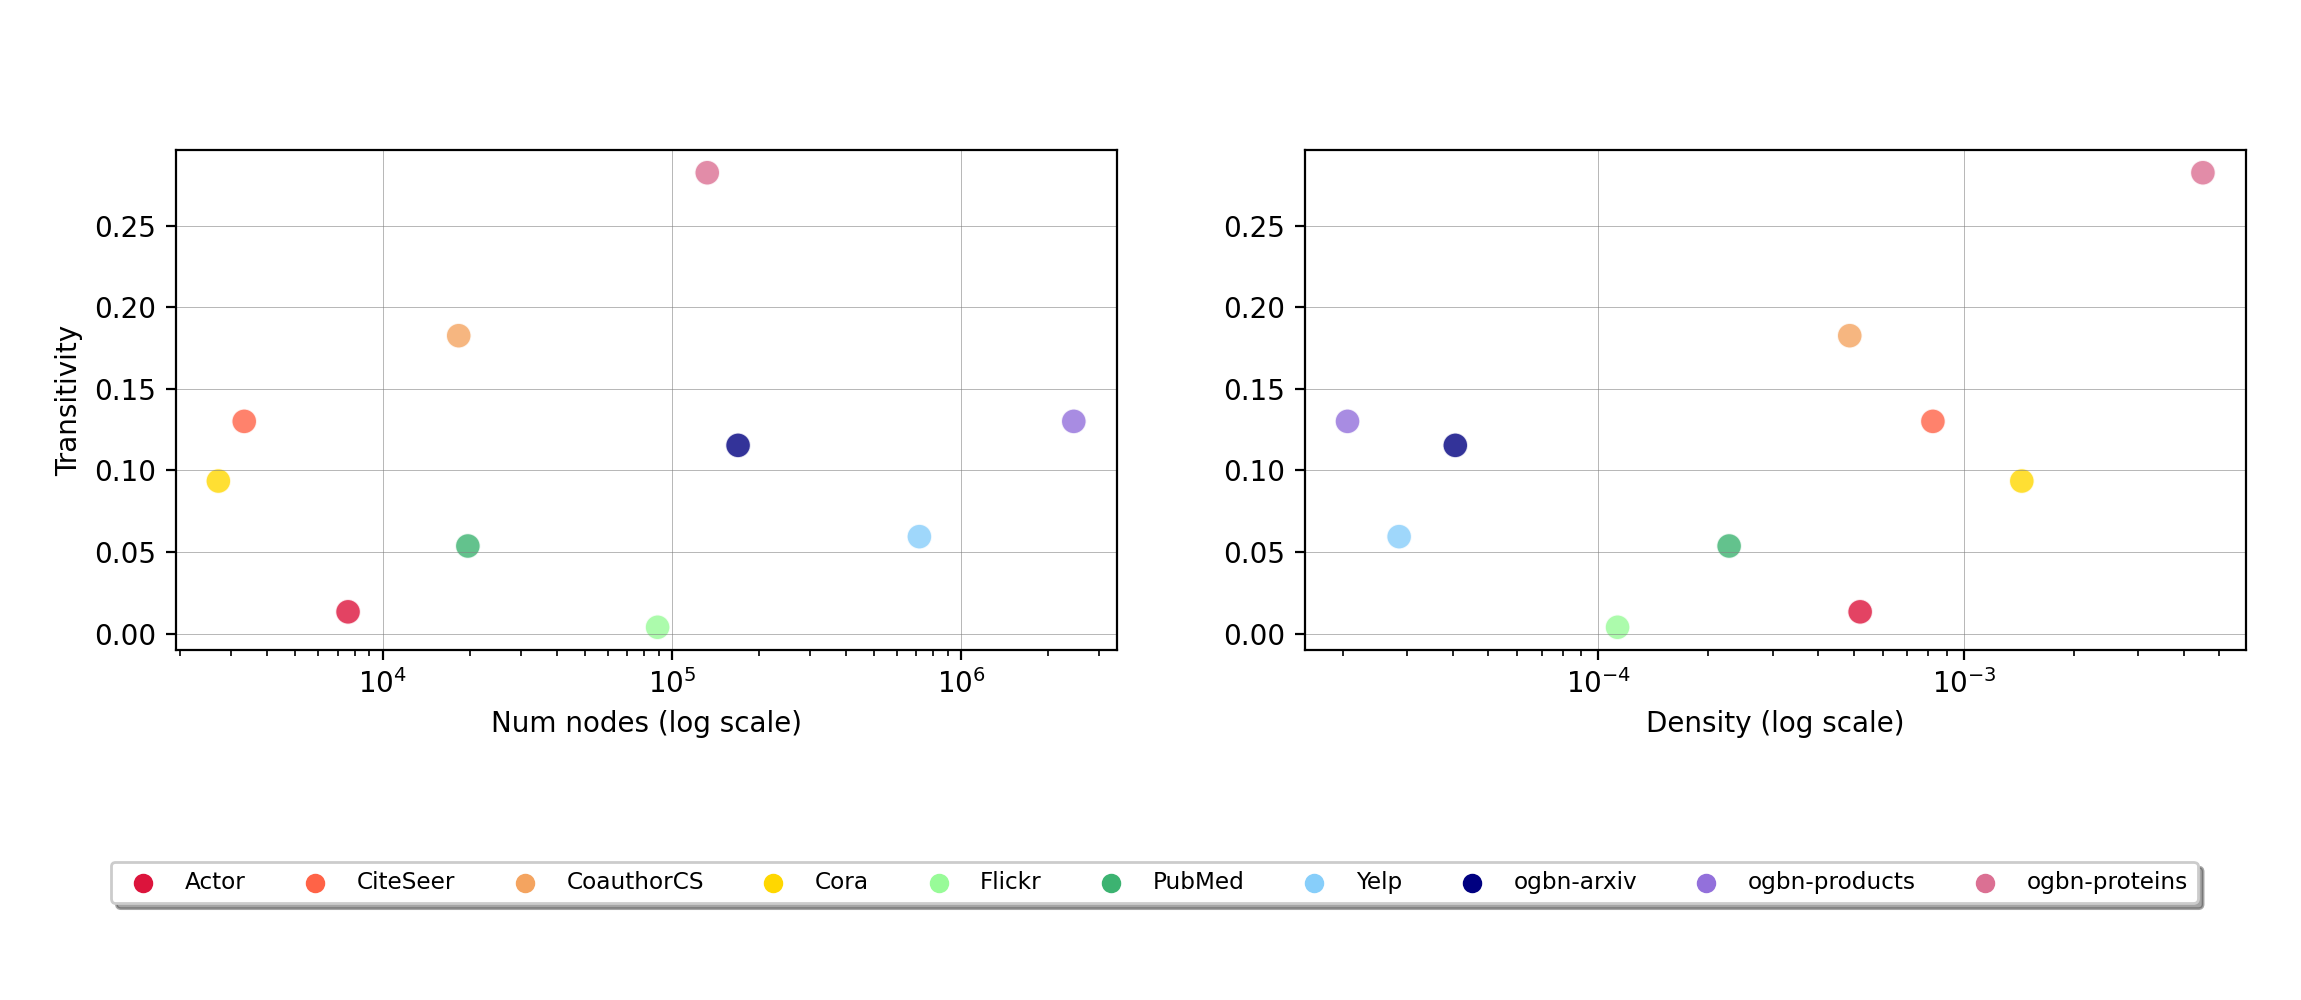 Transitivity
0.25
0.20
0.15
0.10
0.05
0.00
10⁴ 10⁵ 10⁶
Num nodes (log scale)
0.25
0.20
0.15
0.10
0.05
0.00
10⁻⁴ 10⁻³
Density (log scale)
Actor CiteSeer CoauthorCS Cora Flickr PubMed Yelp ogbn-arxiv ogbn-products ogbn-proteins